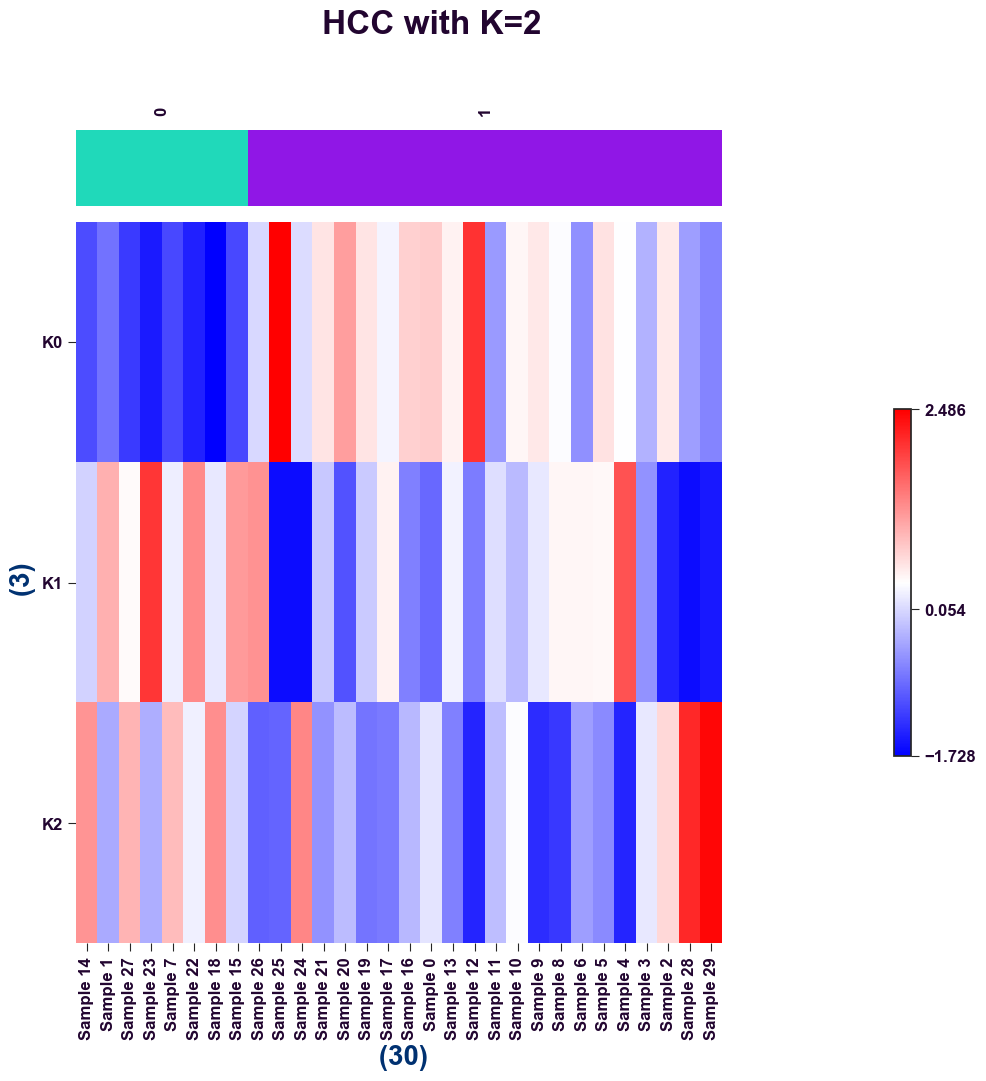 HCC with K=2
0
1
K0
K1
K2
(3)
2.486
0.054
−1.728
Sample 14
Sample 1
Sample 27
Sample 23
Sample 7
Sample 22
Sample 18
Sample 15
Sample 26
Sample 25
Sample 24
Sample 21
Sample 20
Sample 19
Sample 17
Sample 16
Sample 0
Sample 13
Sample 12
Sample 11
Sample 10
Sample 9
Sample 8
Sample 6
Sample 5
Sample 4
Sample 3
Sample 2
Sample 28
Sample 29
(30)